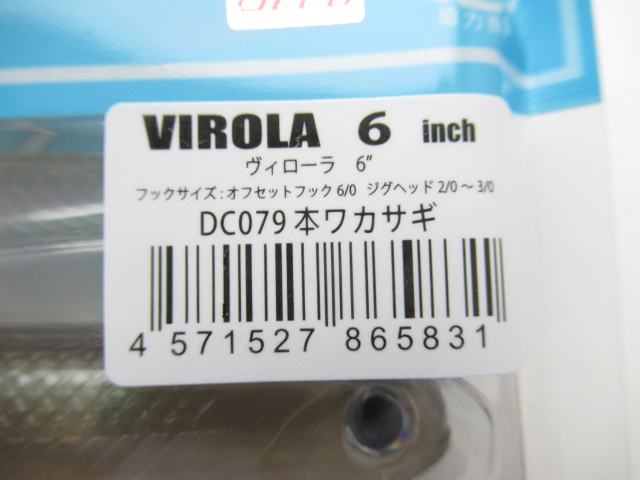 VIROLA 6 inch
ヴィローラ 6"
フックサイズ：オフセットフック 6/0 ジグヘッド 2/0 ～ 3/0
DC079 本ワカサギ
4 571527 865831